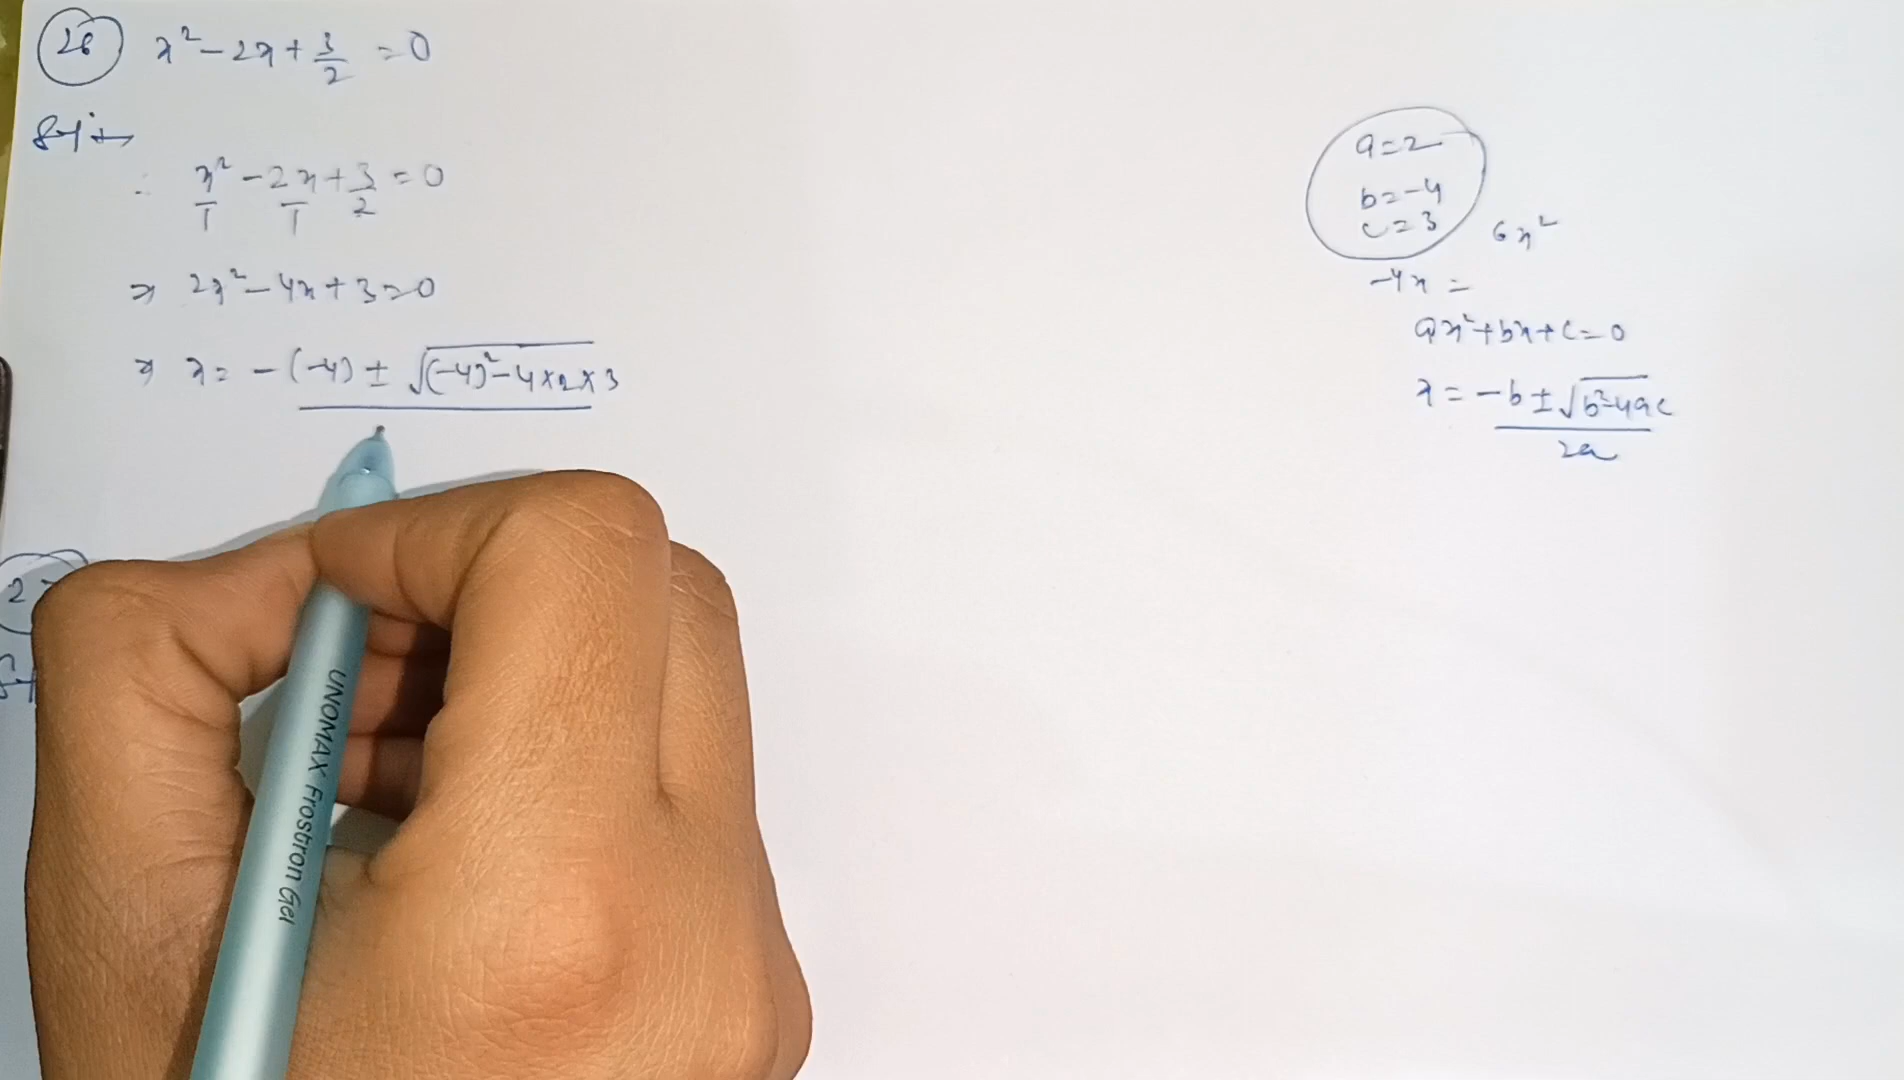 26 x² - 2x + 3/2 = 0
∴ x²/1 - 2x/1 + 3/2 = 0
⇒ 2x² - 4x + 3 = 0
⇒ x = -(-4) ± √(-4)² - 4×2×3
a = 2
b = -4
c = 3
6x²
-4x =
ax² + bx + c = 0
x = -b ± √b² - 4ac / 2a
UNOMAX Frostron Gel